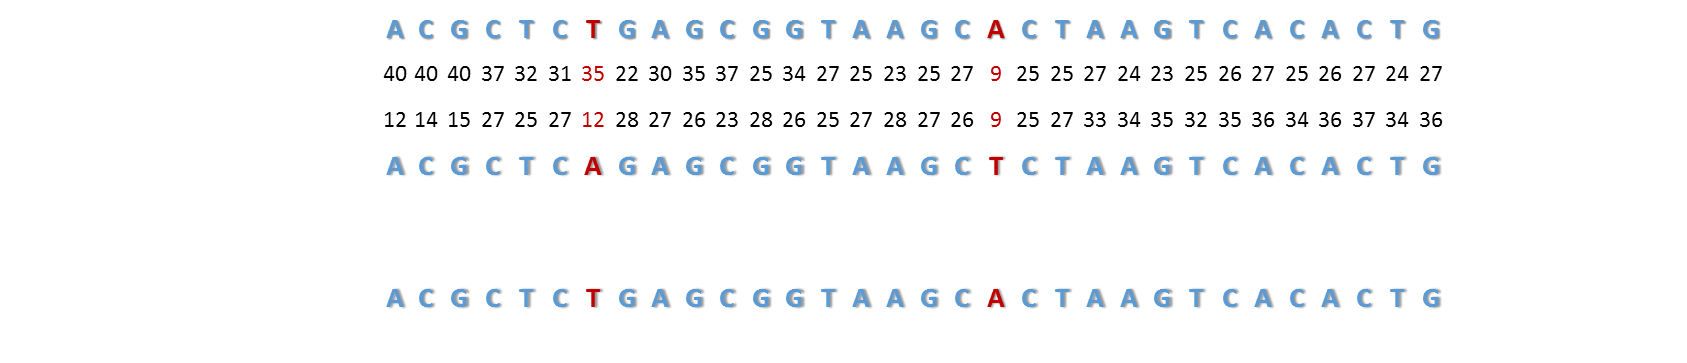 A C G C T C T G A G C G G T A A G C A C T A A G T C A C A C T G
40 40 40 37 32 31 35 22 30 35 37 25 34 27 25 23 25 27 9 25 25 27 24 23 25 26 27 25 26 27 24 27
12 14 15 27 25 27 12 28 27 26 23 28 26 25 27 28 27 26 9 25 27 33 34 35 32 35 36 34 36 37 34 36
A C G C T C A G A G C G G T A A G C T C T A A G T C A C A C T G
A C G C T C T G A G C G G T A A G C A C T A A G T C A C A C T G